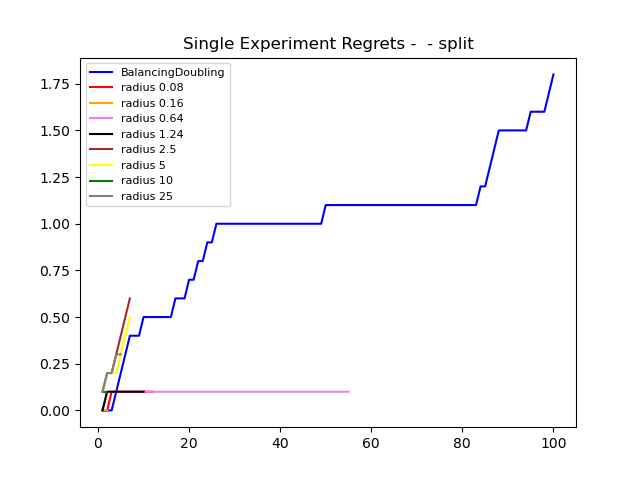 Single Experiment Regrets -  - split
BalancingDoubling
radius 0.08
radius 0.16
radius 0.64
radius 1.24
radius 2.5
radius 5
radius 10
radius 25
1.75
1.50
1.25
1.00
0.75
0.50
0.25
0.00
0 20 40 60 80 100